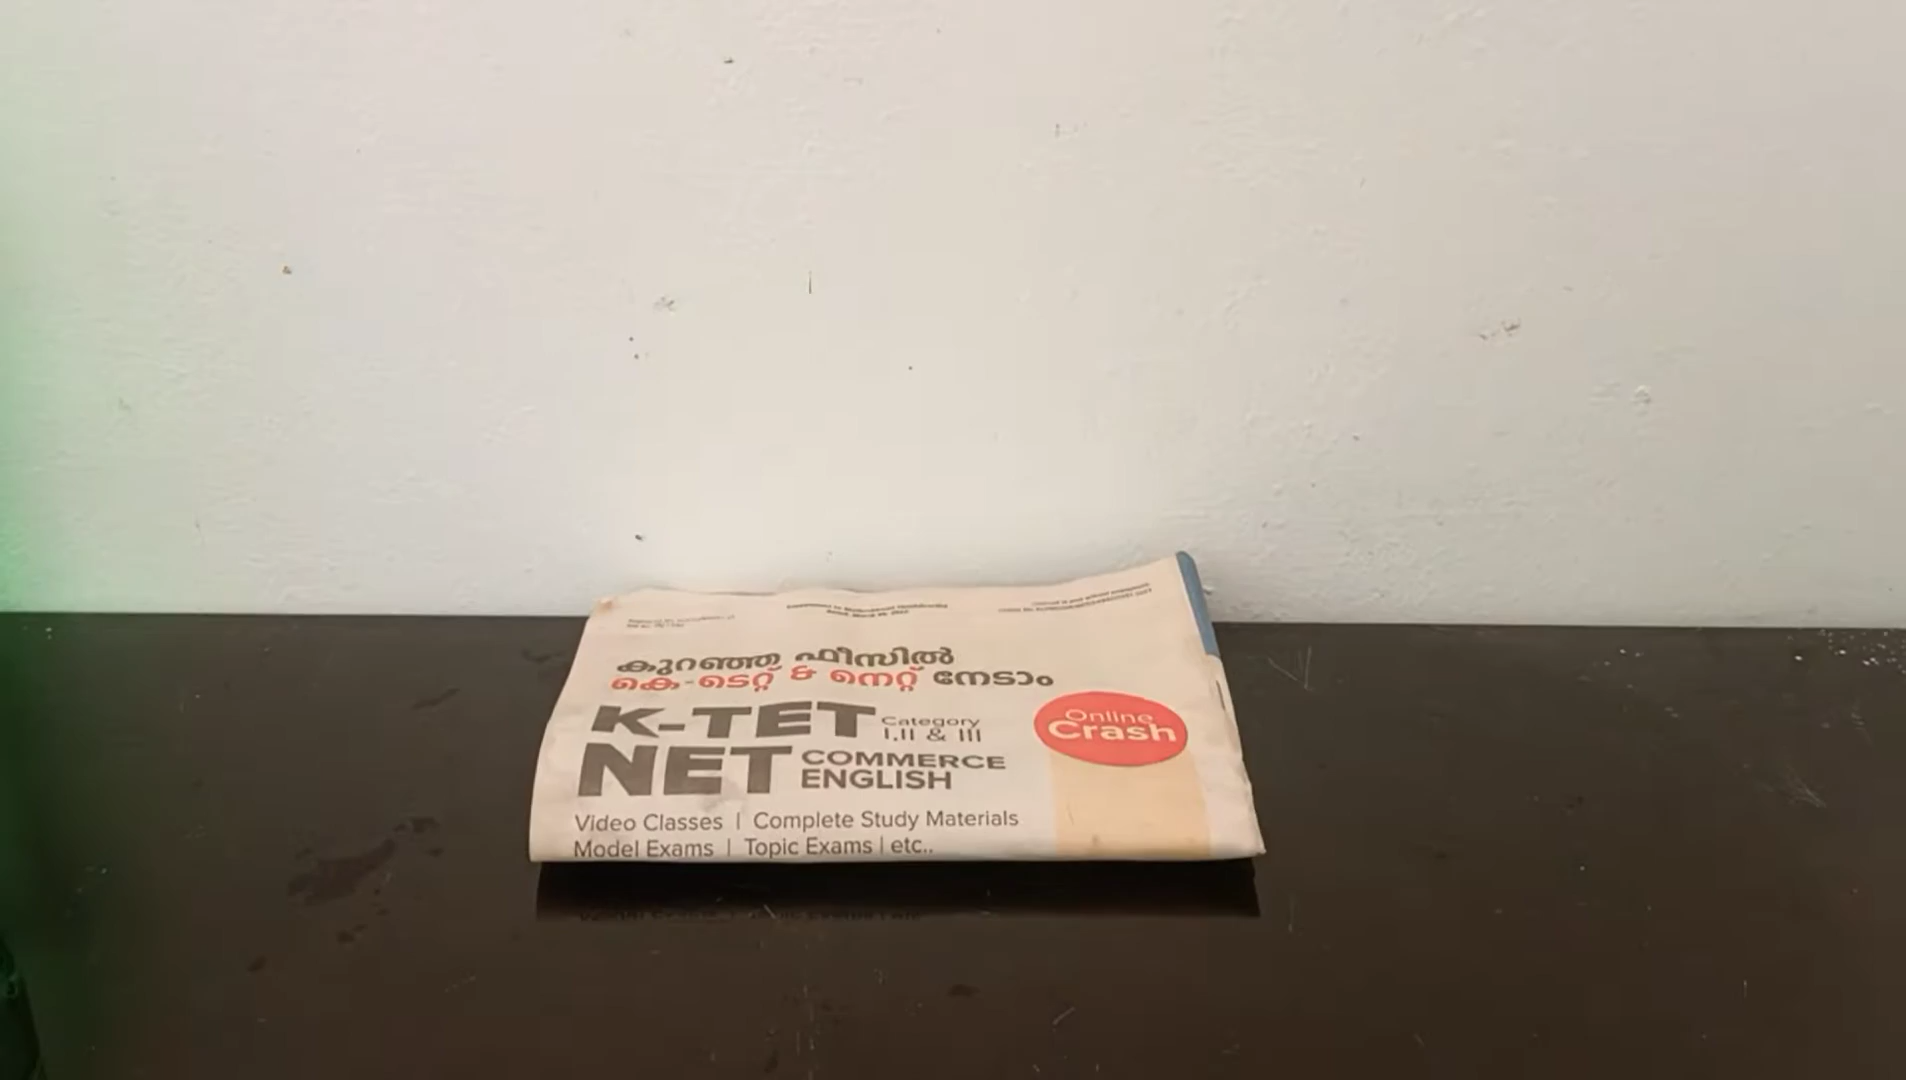 കുറഞ്ഞ ഫീസിൽ
കെ-ടെറ്റ് & നെറ്റ് നേടാം
K-TET Category
I,II & III
NET COMMERCE
ENGLISH
Online
Crash
Video Classes | Complete Study Materials
Model Exams | Topic Exams | etc..